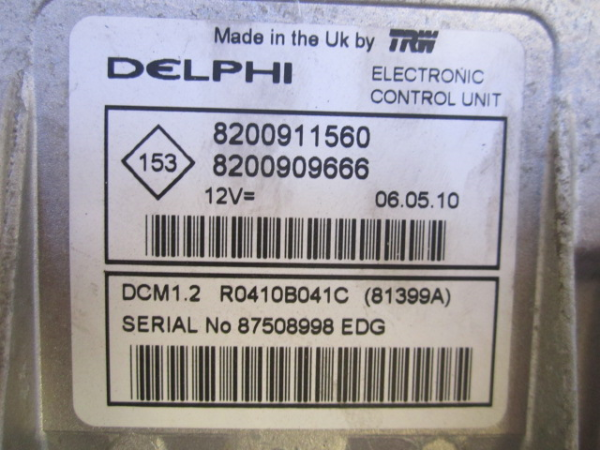 Made in the Uk by TRW
DELPHI
ELECTRONIC
CONTROL UNIT
153
8200911560
8200909666
12V=
06.05.10
DCM1.2 R0410B041C (81399A)
SERIAL No 87508998 EDG